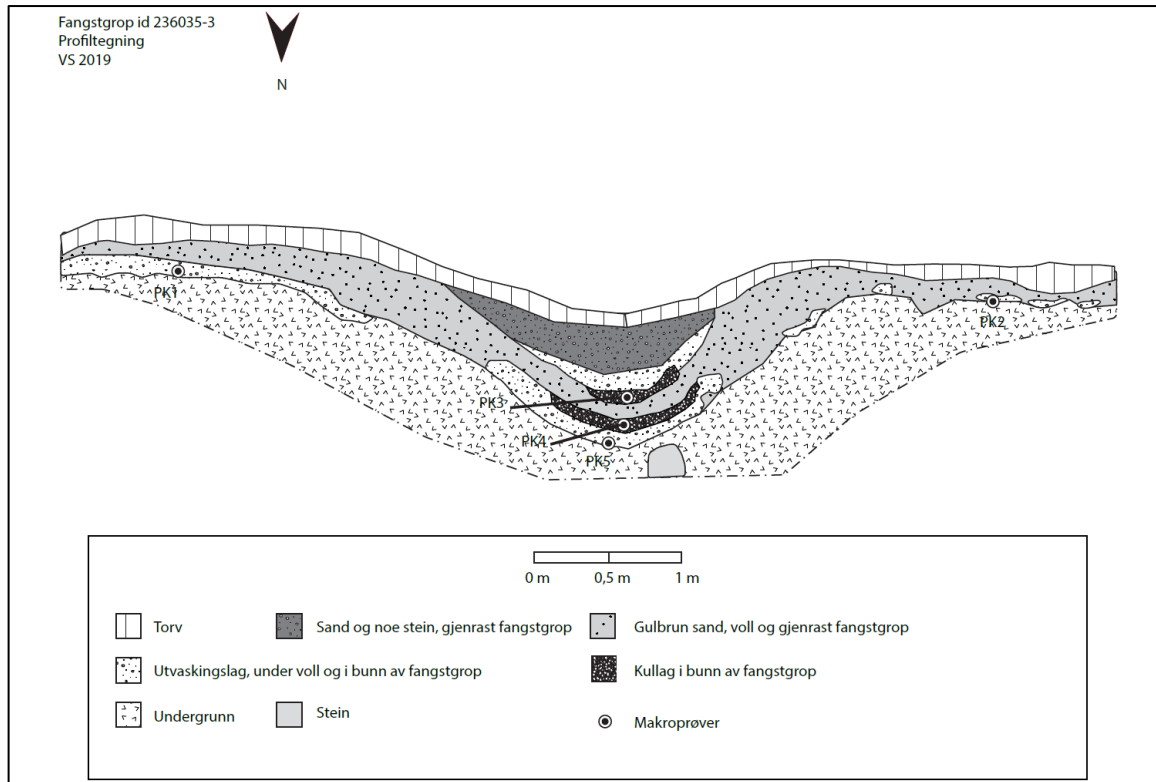 Fangstgrop id 236035-3
Profiltegning
VS 2019
N
PK1
PK2
PK3
PK4
PK5
0 m 0,5 m 1 m
Torv
Sand og noe stein, gjenrast fangstgrop
Gulbrun sand, voll og gjenrast fangstgrop
Utvaskingslag, under voll og i bunn av fangstgrop
Kullag i bunn av fangstgrop
Undergrunn
Stein
Makroprøver